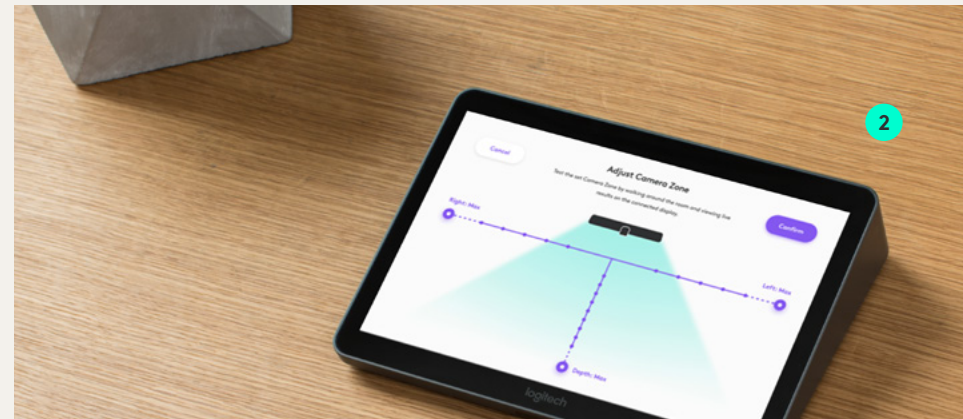 2
Cancel
Adjust Camera Zone
Test the set Camera Zone by walking around the room and viewing live
results on the connected display.
Confirm
Right: Max
Left: Max
Depth: Max
logitech